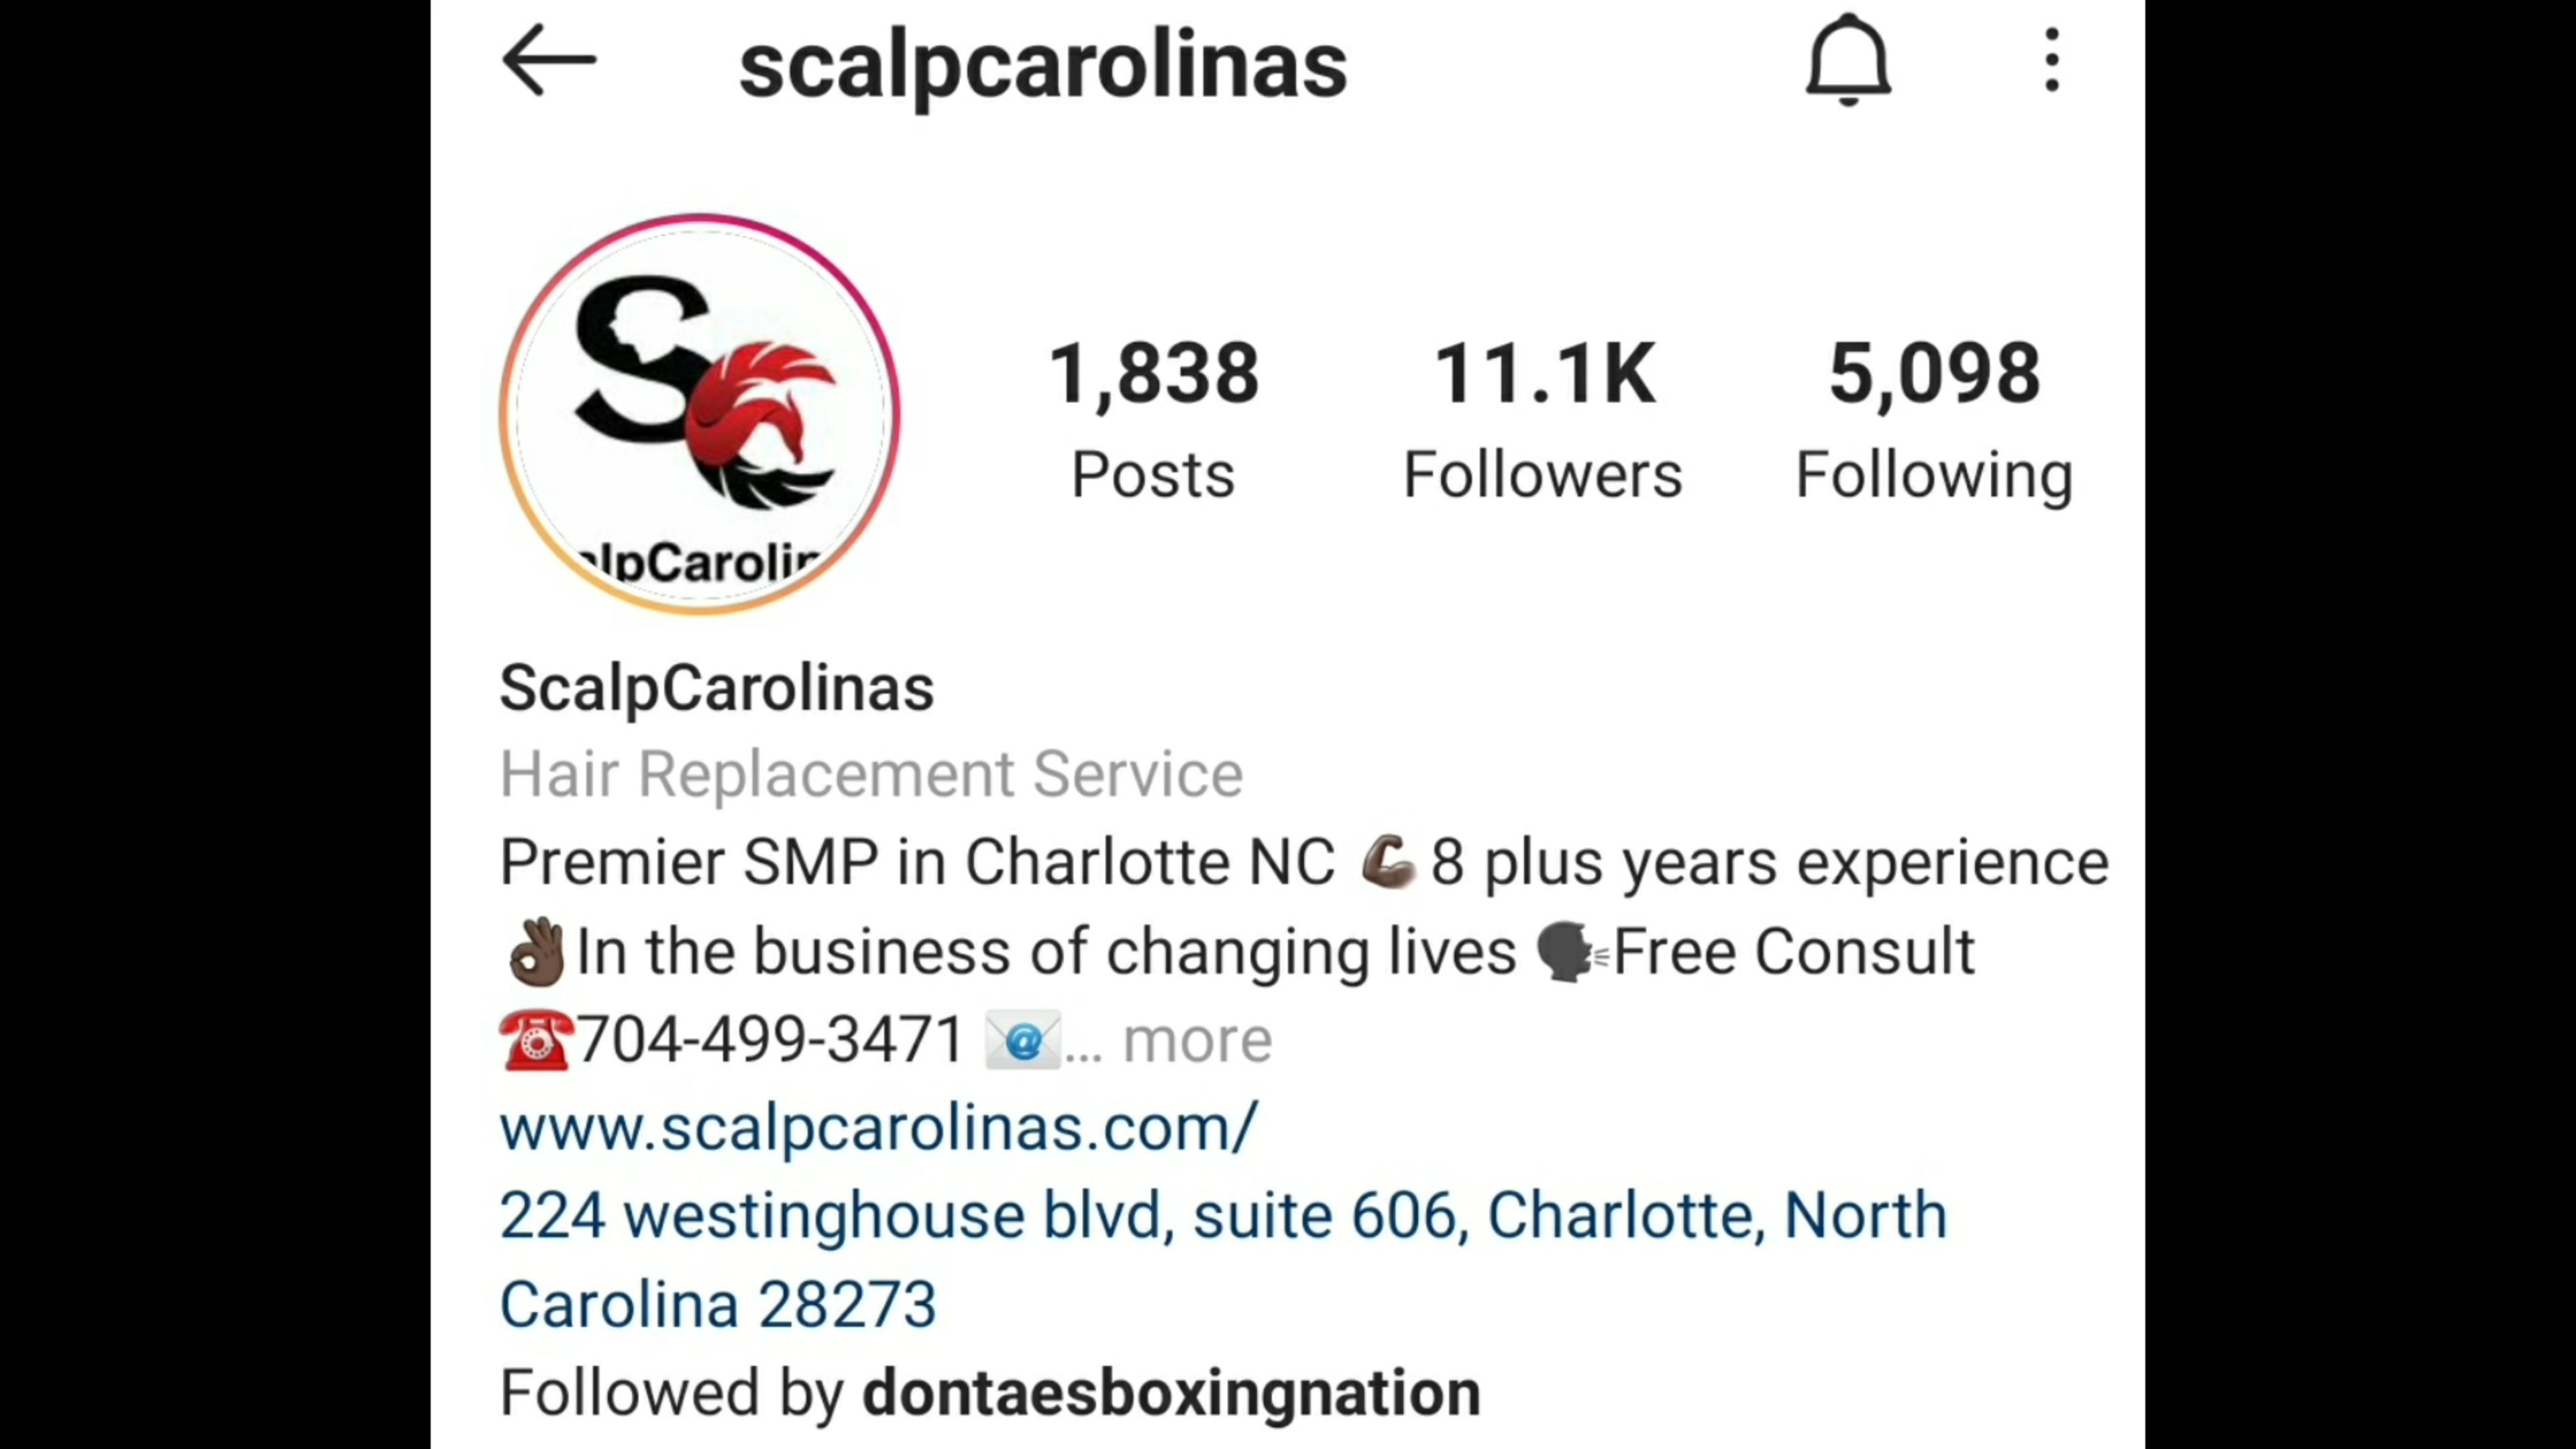 scalpcarolinas
SC
alpCarolin
1,838 11.1K 5,098
Posts Followers Following
ScalpCarolinas
Hair Replacement Service
Premier SMP in Charlotte NC 💪🏿 8 plus years experience
👌🏿In the business of changing lives 🗣Free Consult
☎️704-499-3471 📧... more
www.scalpcarolinas.com/
224 westinghouse blvd, suite 606, Charlotte, North
Carolina 28273
Followed by dontaesboxingnation